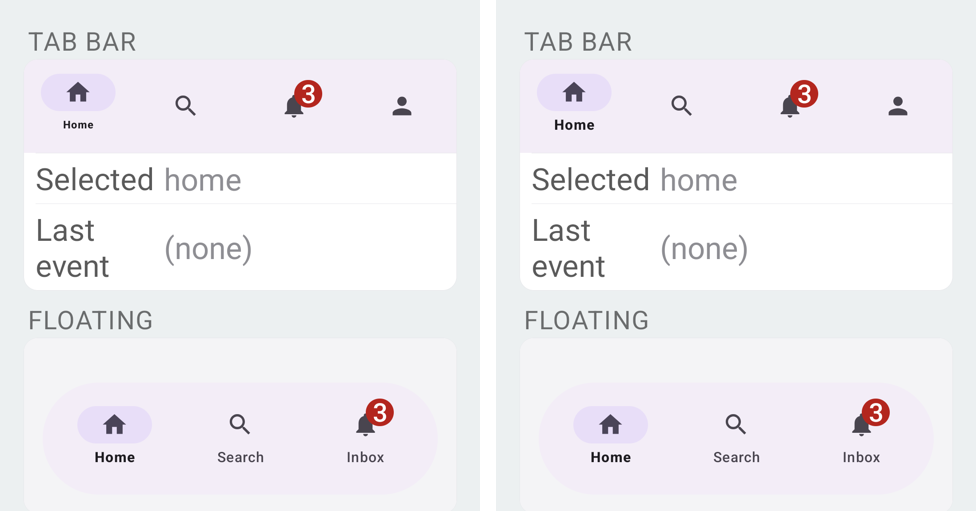 TAB BAR
3
Home
Selected home
Last event (none)
FLOATING
3
Home Search Inbox
TAB BAR
3
Home
Selected home
Last event (none)
FLOATING
3
Home Search Inbox